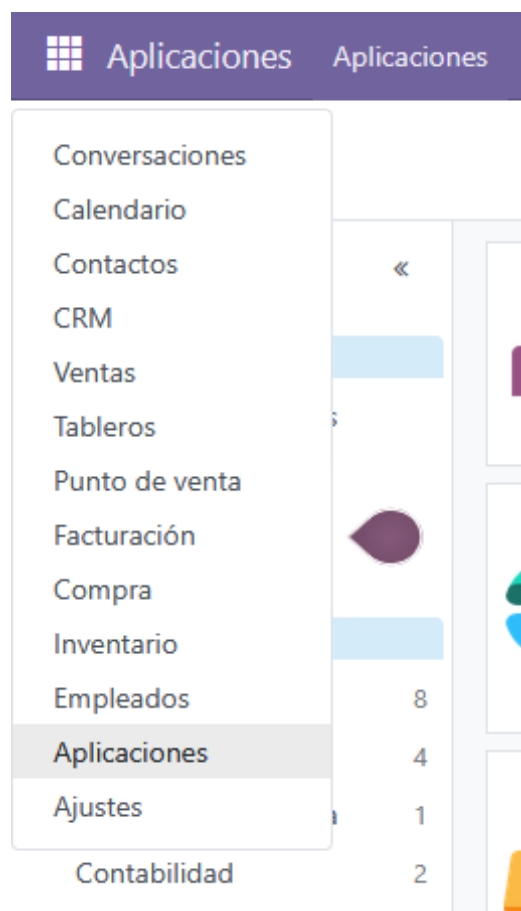 Aplicaciones Aplicaciones
Conversaciones
Calendario
Contactos
«
CRM
Ventas
Tableros
s
Punto de venta
Facturación
Compra
Inventario
Empleados 8
Aplicaciones 4
Ajustes a 1
Contabilidad 2